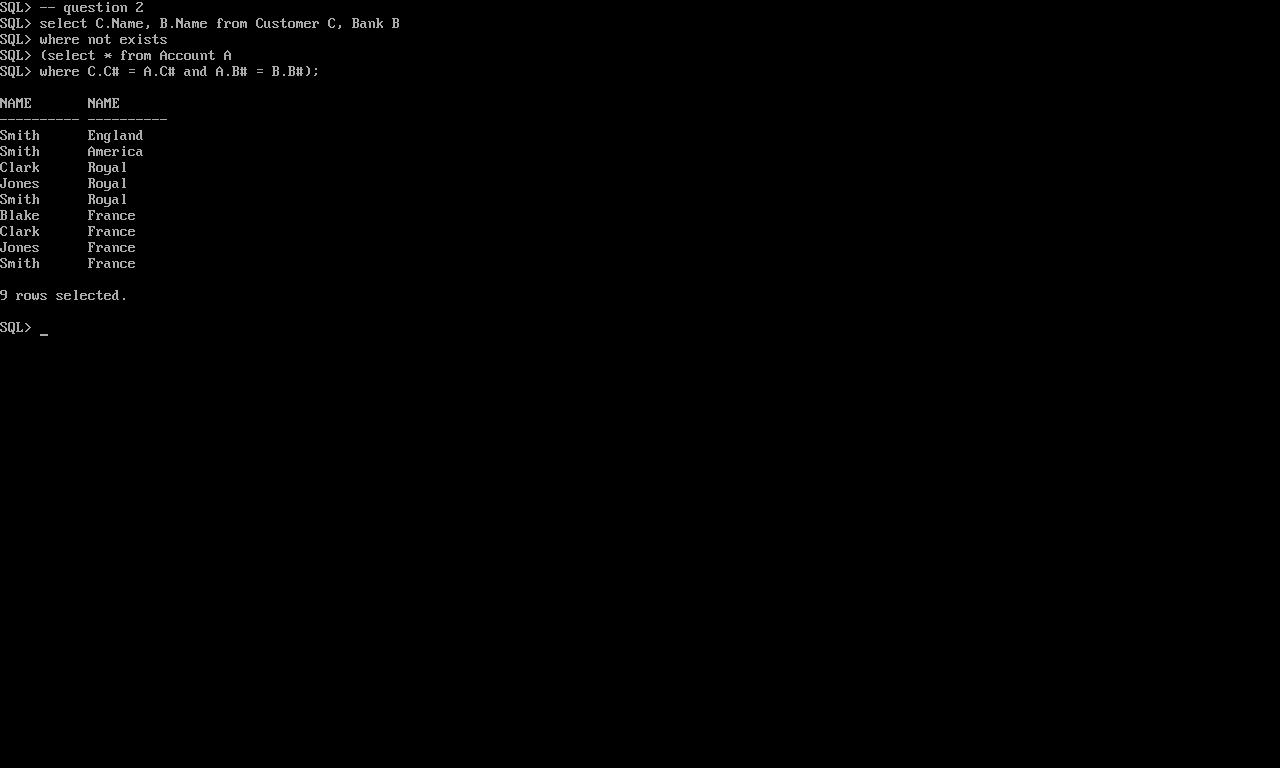 SQL> -- question 2
SQL> select C.Name, B.Name from Customer C, Bank B
SQL> where not exists
SQL> (select * from Account A
SQL> where C.C# = A.C# and A.B# = B.B#);
NAME       NAME
---------- ----------
Smith      England
Smith      America
Clark      Royal
Jones      Royal
Smith      Royal
Blake      France
Clark      France
Jones      France
Smith      France
9 rows selected.
SQL> _